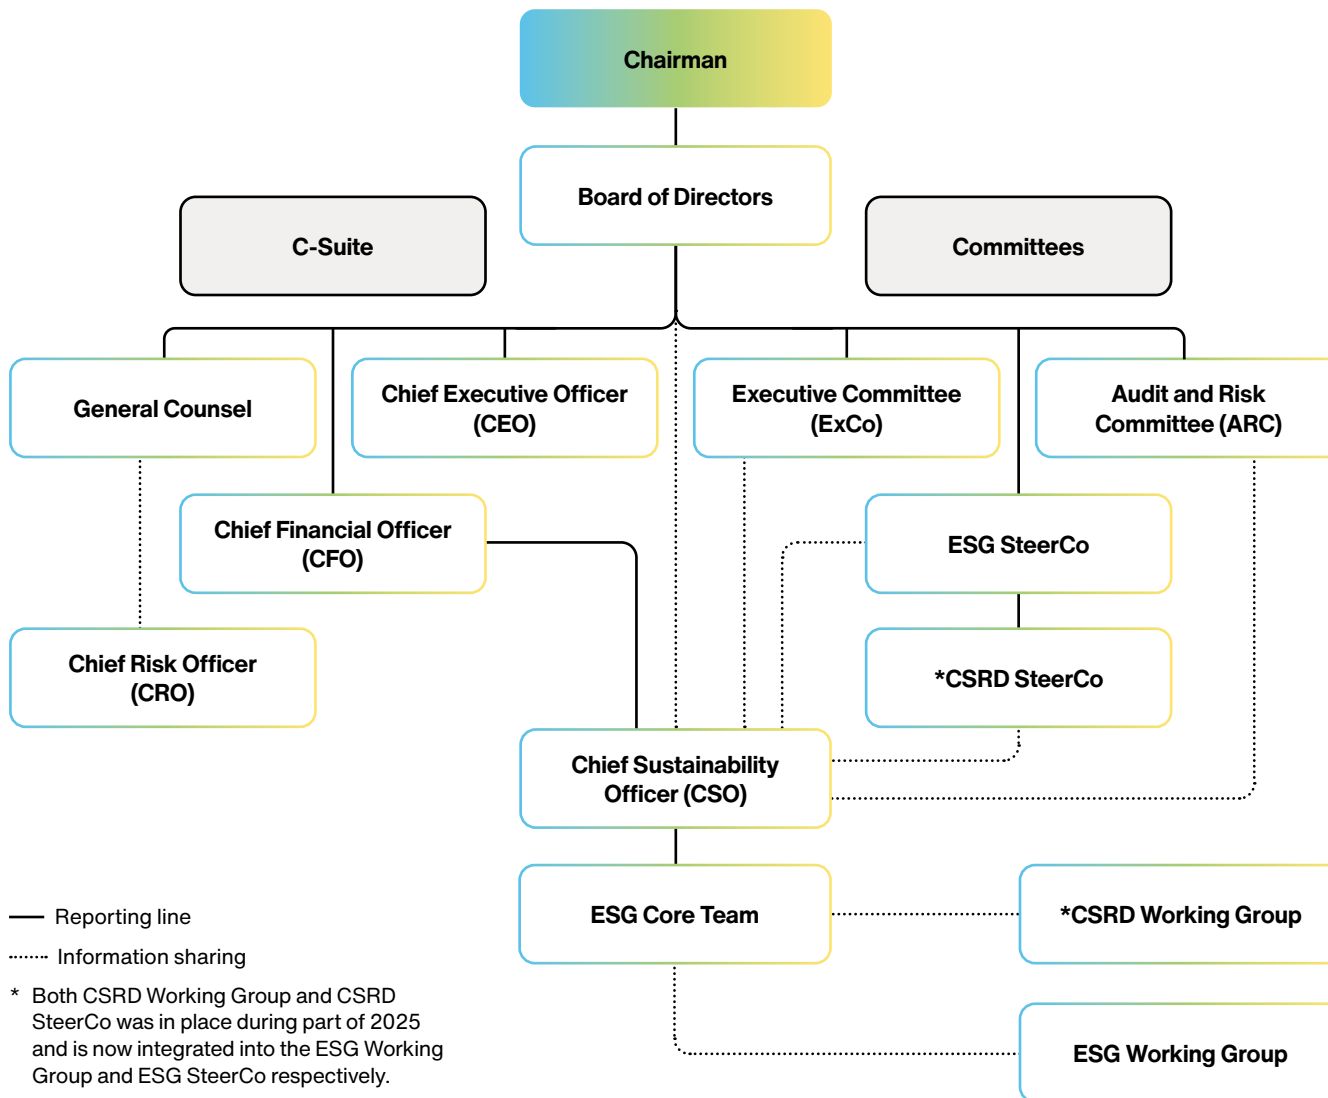 Chairman
Board of Directors
C-Suite
Committees
General Counsel
Chief Executive Officer
(CEO)
Executive Committee
(ExCo)
Audit and Risk
Committee (ARC)
Chief Financial Officer
(CFO)
ESG SteerCo
Chief Risk Officer
(CRO)
*CSRD SteerCo
Chief Sustainability
Officer (CSO)
ESG Core Team
*CSRD Working Group
ESG Working Group
Reporting line
Information sharing
* Both CSRD Working Group and CSRD
SteerCo was in place during part of 2025
and is now integrated into the ESG Working
Group and ESG SteerCo respectively.